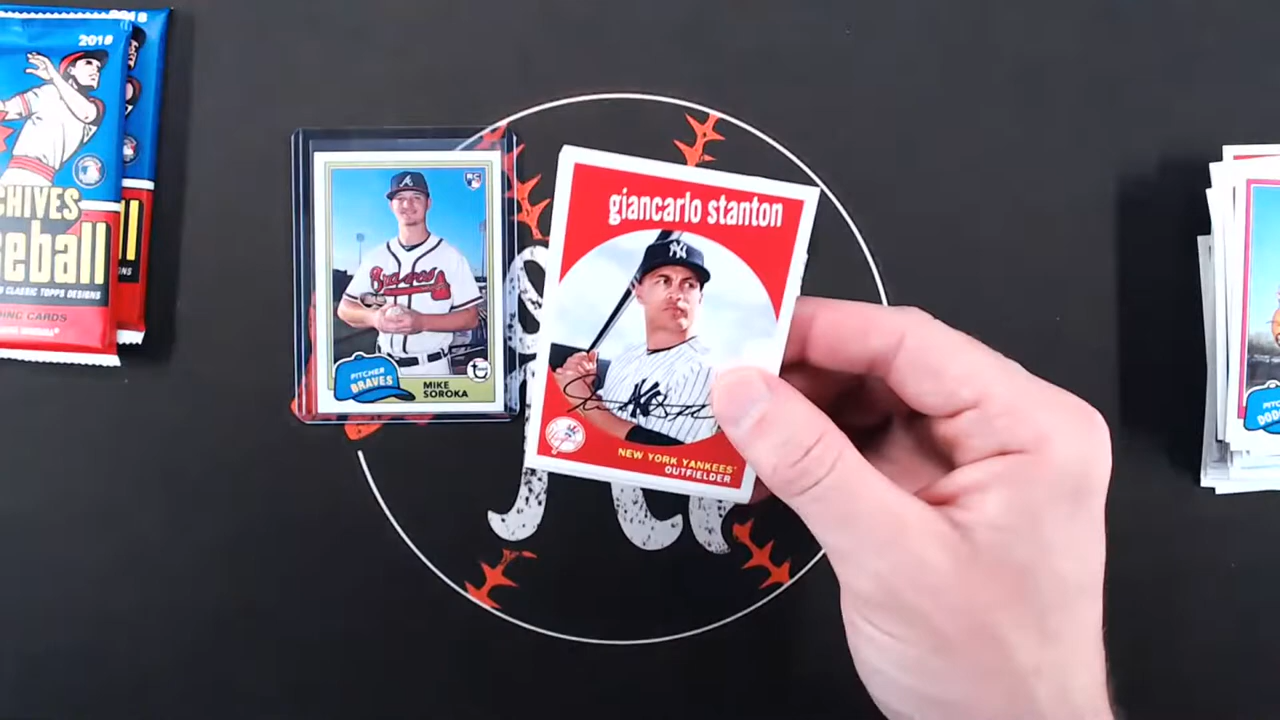 2018
CHIVES
eball
CLASSIC TOPPS DESIGNS
NG CARDS
RC
A
Braves
PITCHER
BRAVES
MIKE
SOROKA
giancarlo stanton
NY
NEW YORK YANKEES®
OUTFIELDER
PITC
DOD